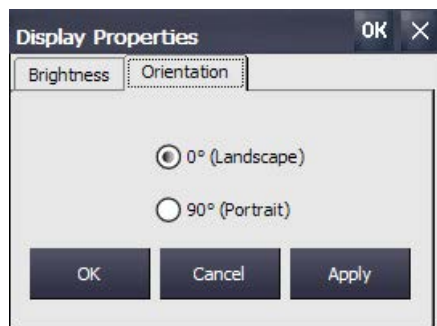 Display Properties OK ×
Brightness Orientation
0° (Landscape)
90° (Portrait)
OK Cancel Apply